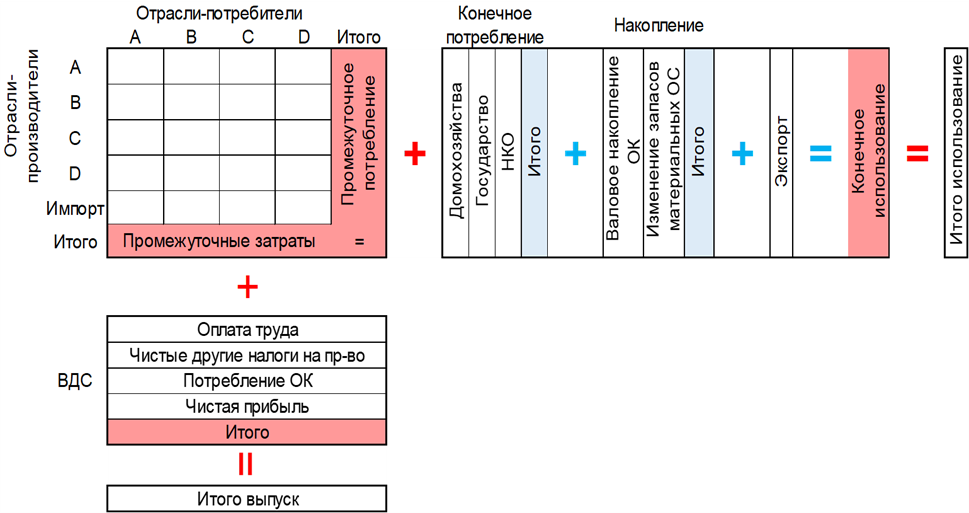 Отрасли-потребители
A B C D Итого
Отрасли-
производители
A
B
C
D
Импорт
Итого
Промежуточное
потребление
Промежуточные затраты =
+
Конечное
потребление
Домохозяйства
Государство
НКО
Итого
+
Накопление
Валовое накопление
ОК
Изменение запасов
материальных ОС
Итого
+
Экспорт
=
Конечное
использование
=
Итого использование
+
ВДС
Оплата труда
Чистые другие налоги на пр-во
Потребление ОК
Чистая прибыль
Итого
=
Итого выпуск